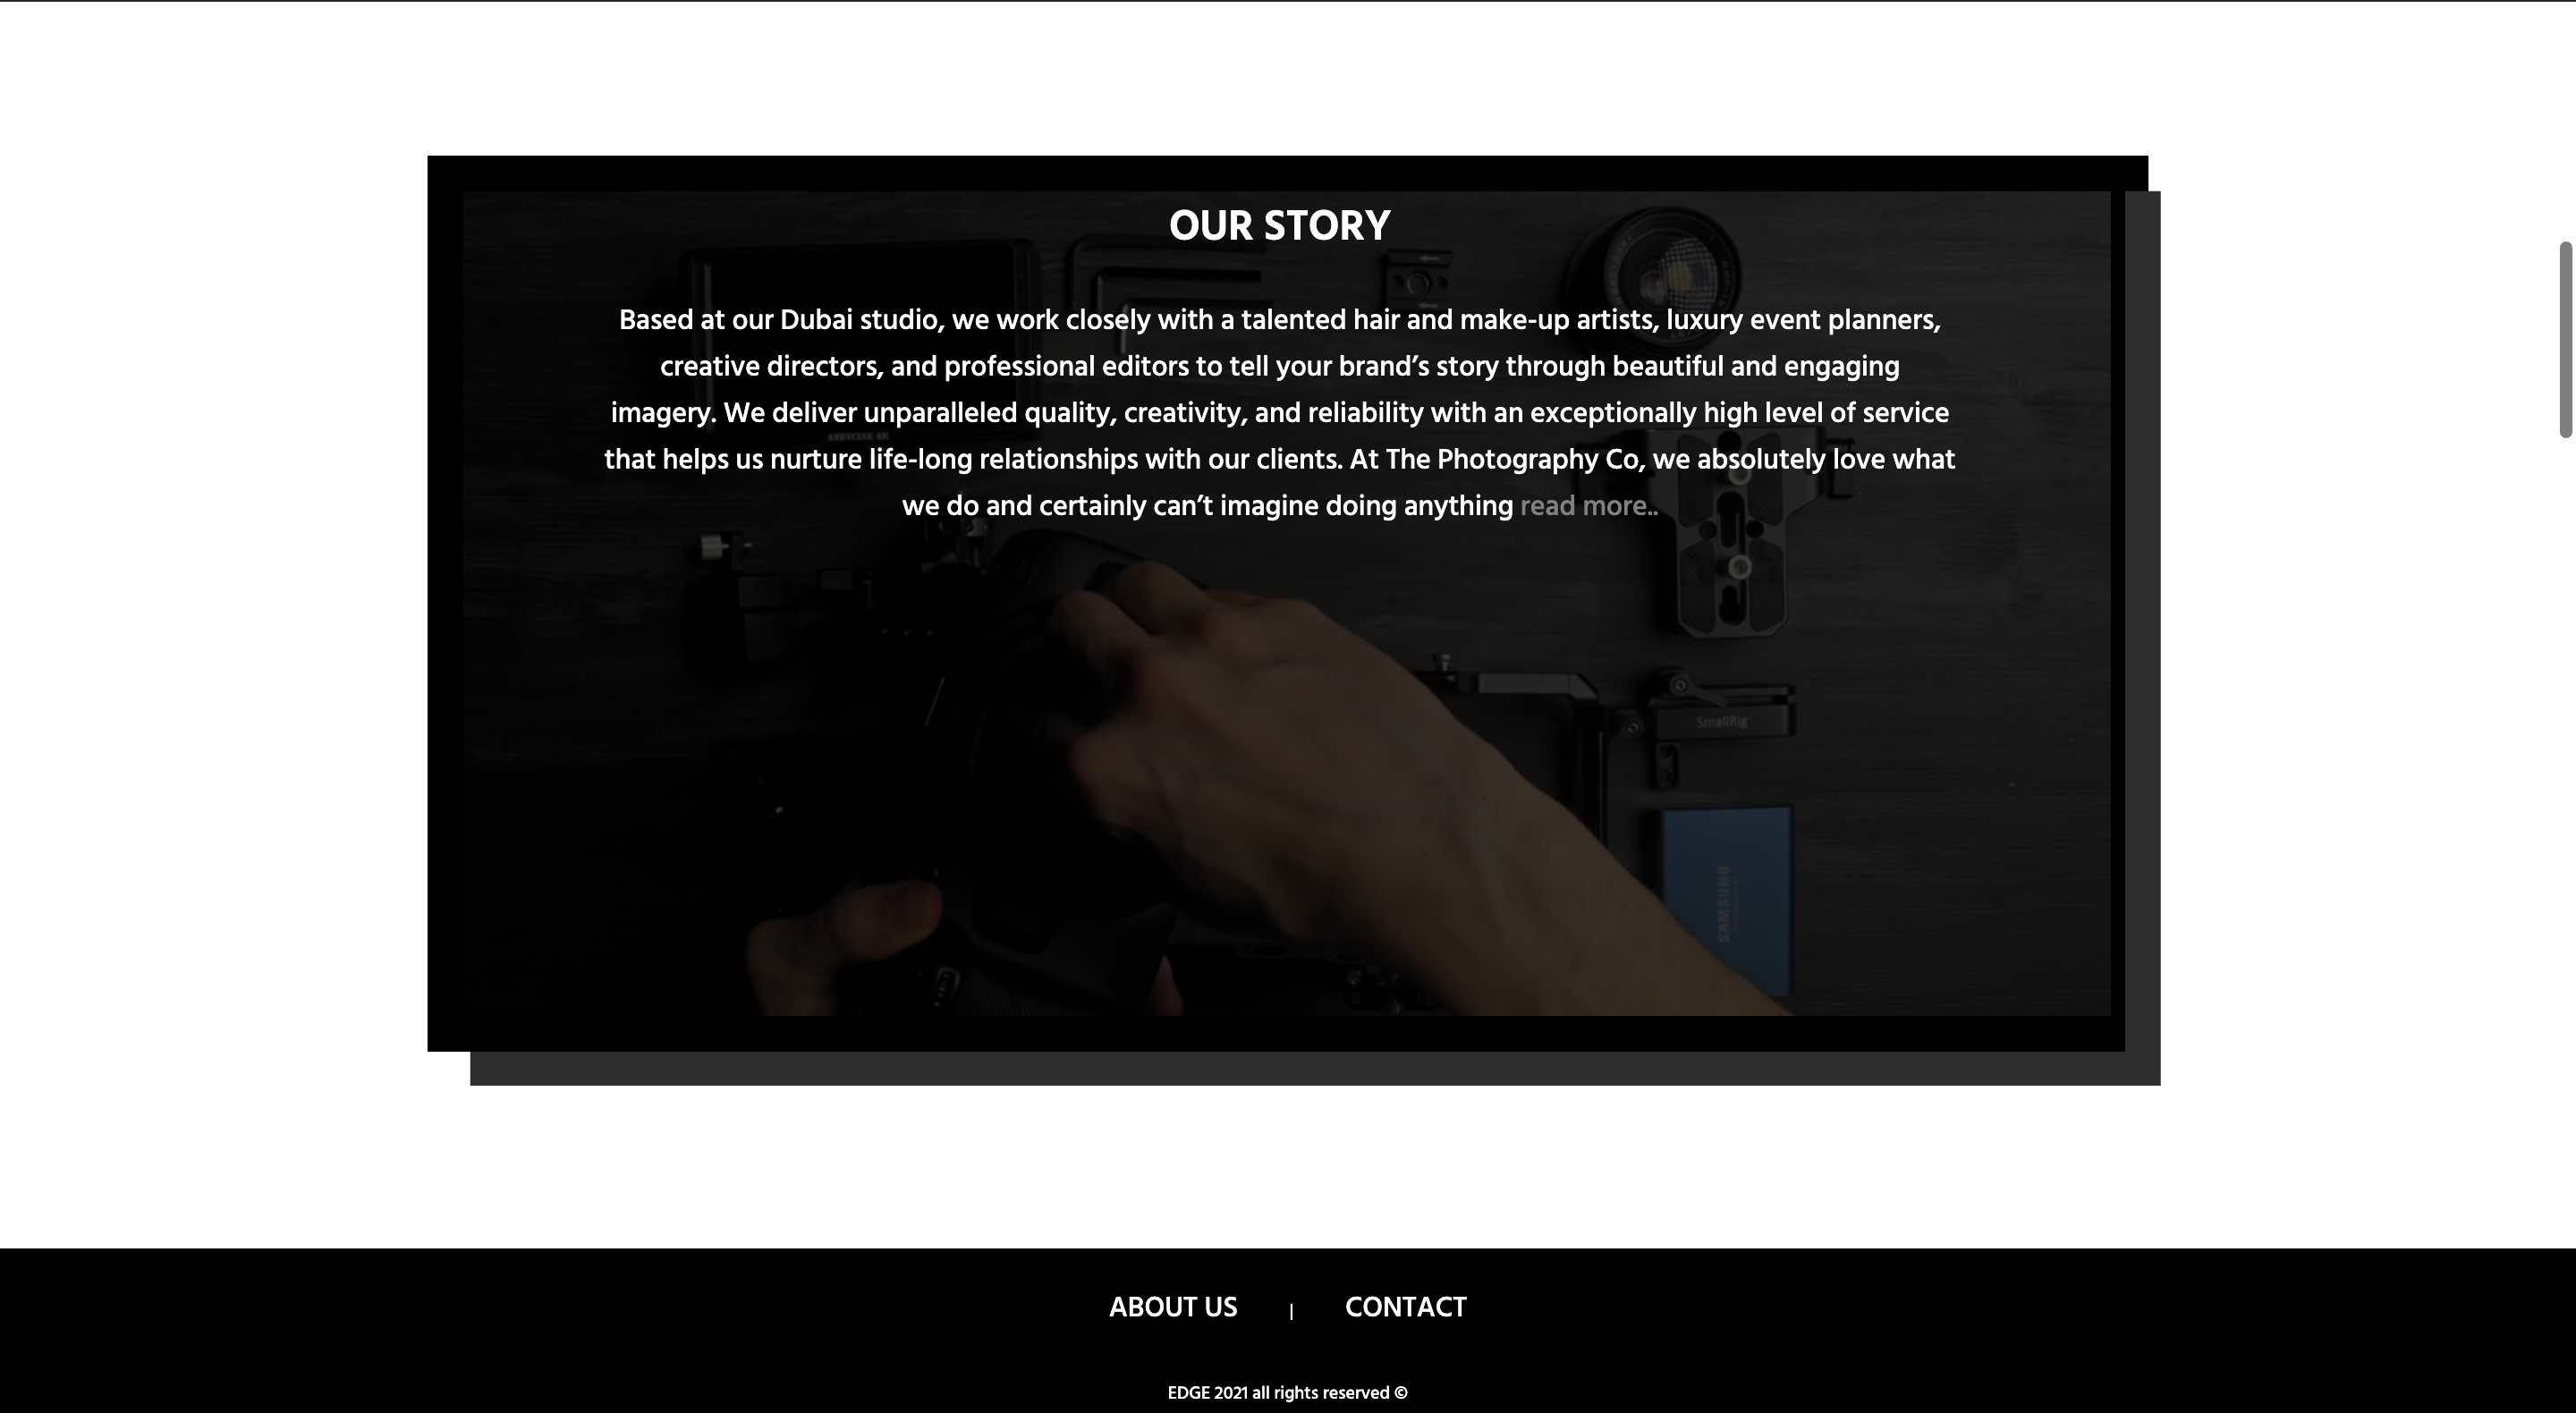 OUR STORY
Based at our Dubai studio, we work closely with a talented hair and make-up artists, luxury event planners,
creative directors, and professional editors to tell your brand’s story through beautiful and engaging
imagery. We deliver unparalleled quality, creativity, and reliability with an exceptionally high level of service
ANDYCINE 4K
that helps us nurture life-long relationships with our clients. At The Photography Co, we absolutely love what
we do and certainly can’t imagine doing anything read more..
SmallRig
SAMSUNG
ABOUT US | CONTACT
EDGE 2021 all rights reserved ©